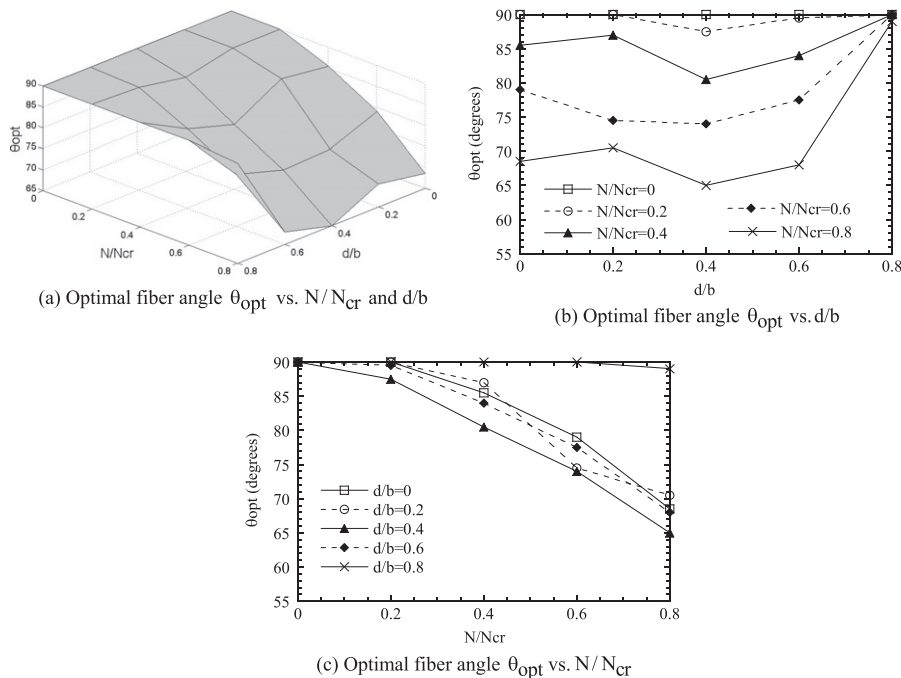 90
85
80
75
70
65
θopt
0
0.2
0.4
0.6
0.8
N/Ncr
0.8
0.6
0.4
0.2
0
d/b
(a) Optimal fiber angle θopt vs. N/Ncr and d/b
90
85
80
75
70
65
60
55
θopt (degrees)
N/Ncr=0
N/Ncr=0.2
N/Ncr=0.4
N/Ncr=0.6
N/Ncr=0.8
0
0.2
0.4
0.6
0.8
d/b
(b) Optimal fiber angle θopt vs. d/b
90
85
80
75
70
65
60
55
θopt (degrees)
d/b=0
d/b=0.2
d/b=0.4
d/b=0.6
d/b=0.8
0
0.2
0.4
0.6
0.8
N/Ncr
(c) Optimal fiber angle θopt vs. N/Ncr